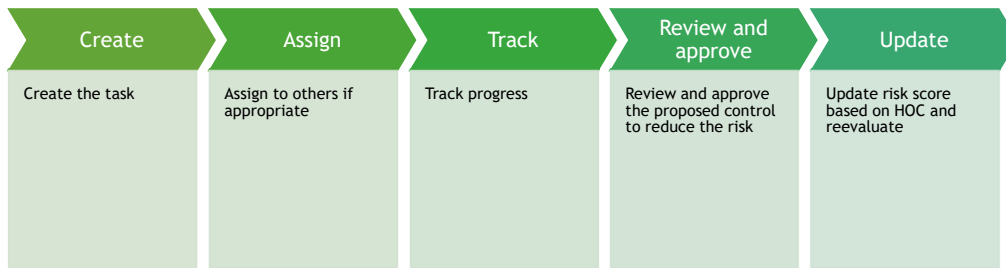 Create
Assign
Track
Review and
approve
Update
Create the task
Assign to others if
appropriate
Track progress
Review and approve
the proposed control
to reduce the risk
Update risk score
based on HOC and
reevaluate